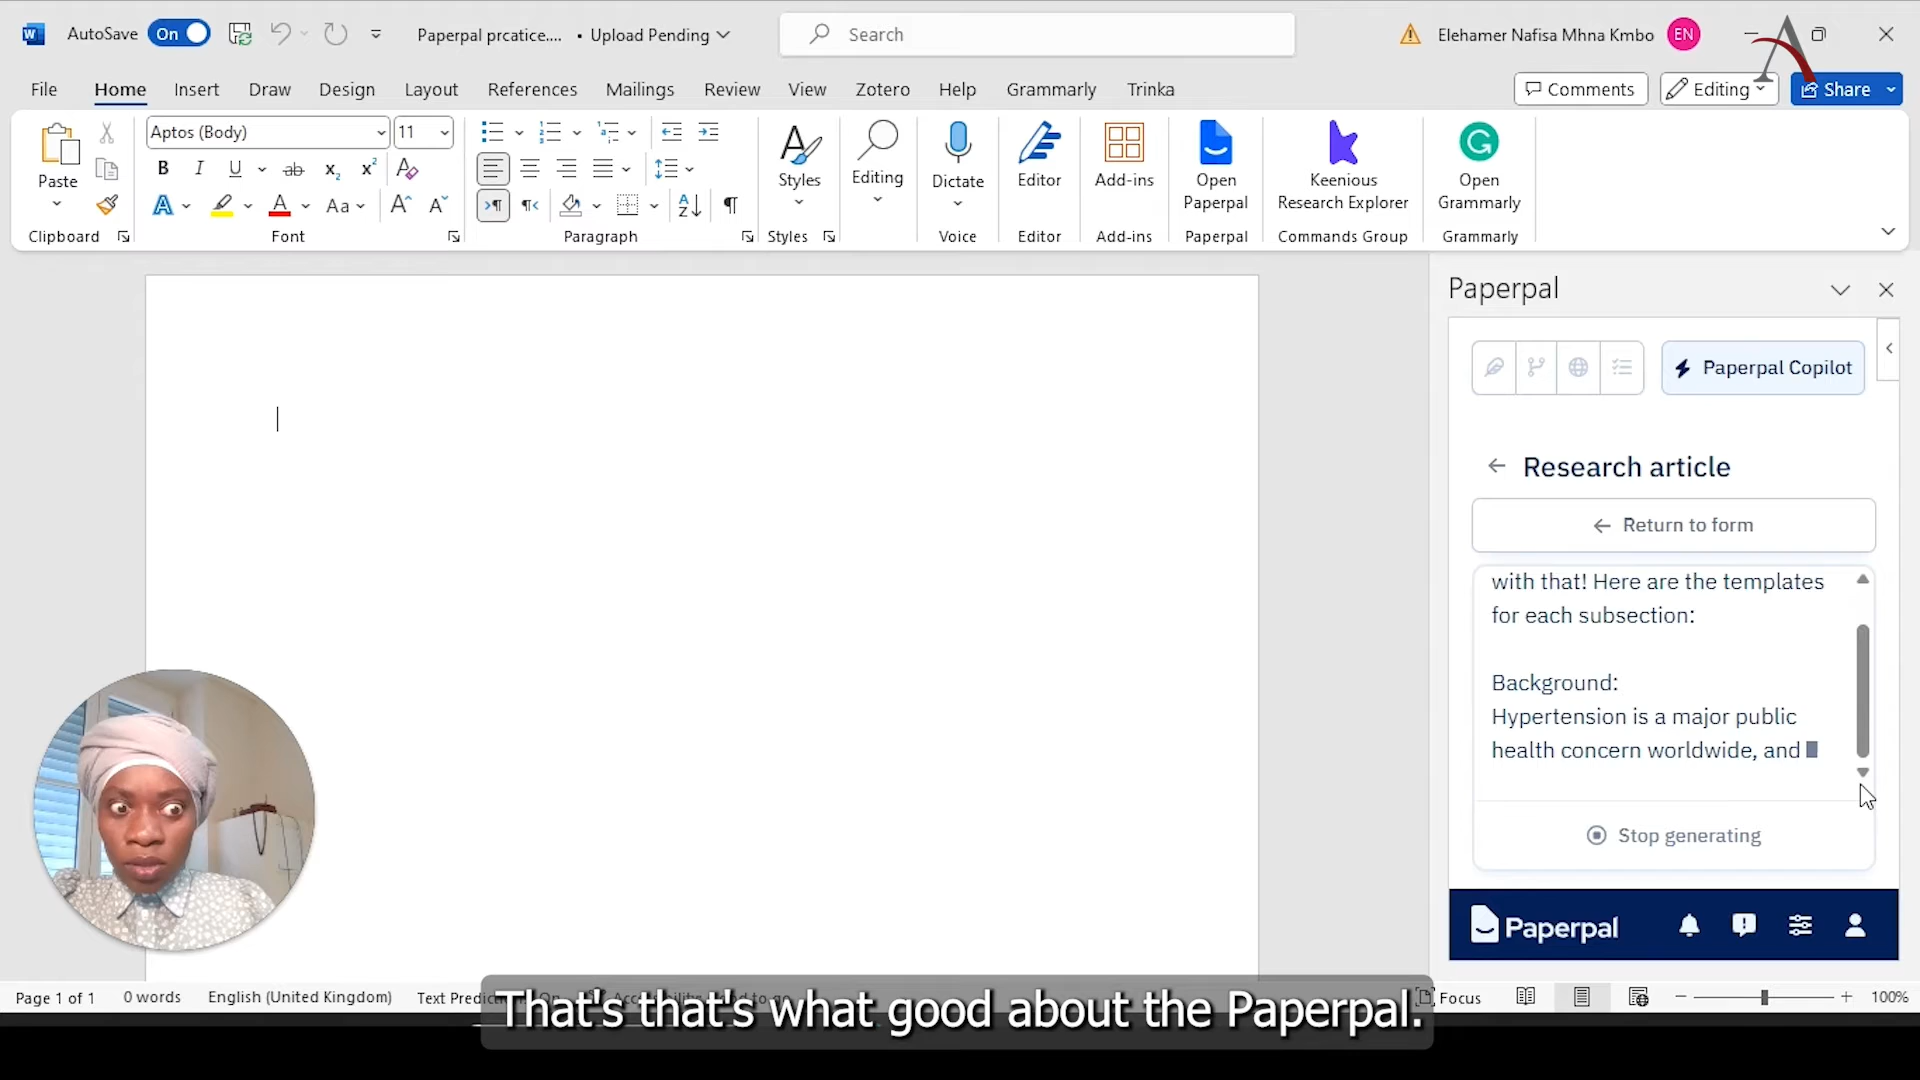 AutoSave On Paperpal prcatice.... • Upload Pending Search Elehamer Nafisa Mhna Kmbo EN
File Home Insert Draw Design Layout References Mailings Review View Zotero Help Grammarly Trinka Comments Editing Share
Aptos (Body) 11
Paste
Styles
Editing
Dictate
Editor
Add-ins
Open Paperpal
Keenious Research Explorer
Open Grammarly
Clipboard Font Paragraph Styles Voice Editor Add-ins Paperpal Commands Group Grammarly
Paperpal
Paperpal Copilot
Research article
Return to form
with that! Here are the templates
for each subsection:
Background:
Hypertension is a major public
health concern worldwide, and
Stop generating
Paperpal
Page 1 of 1 0 words English (United Kingdom) Focus 100%
That's that's what good about the Paperpal.